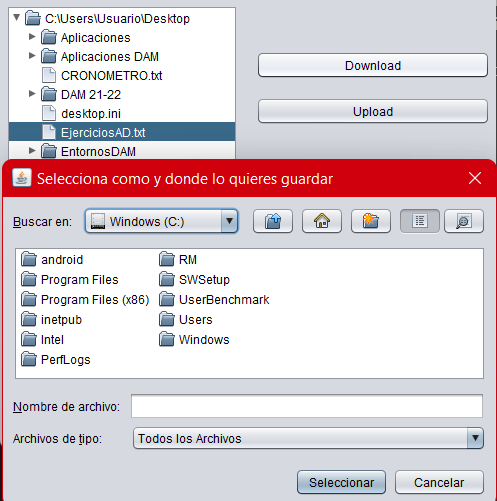 C:\Users\Usuario\Desktop
Aplicaciones
Aplicaciones DAM
CRONOMETRO.txt
DAM 21-22
desktop.ini
EjerciciosAD.txt
EntornosDAM
Download
Upload
Selecciona como y donde lo quieres guardar
Buscar en: Windows (C:)
android
Program Files
Program Files (x86)
inetpub
Intel
PerfLogs
RM
SWSetup
UserBenchmark
Users
Windows
Nombre de archivo:
Archivos de tipo: Todos los Archivos
Seleccionar Cancelar